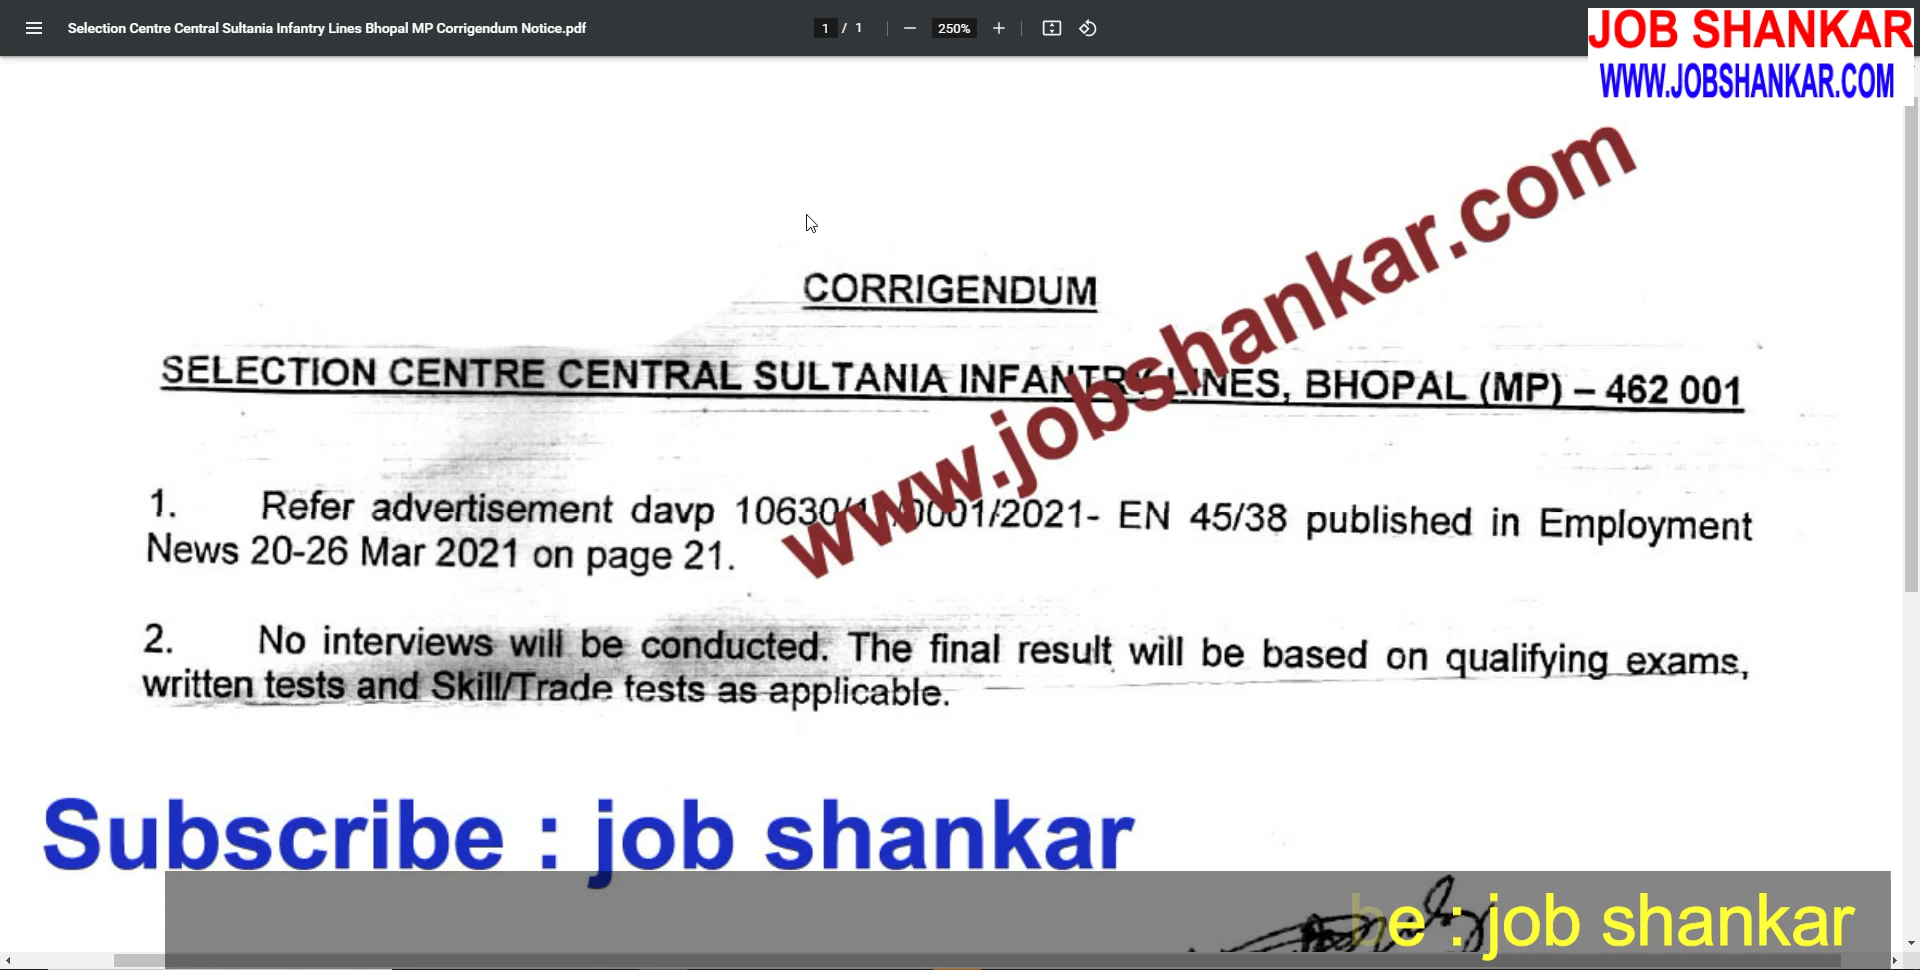 Selection Centre Central Sultania Infantry Lines Bhopal MP Corrigendum Notice.pdf
1 / 1
250%
JOB SHANKAR
WWW.JOBSHANKAR.COM
CORRIGENDUM
SELECTION CENTRE CENTRAL SULTANIA INFANTRY LINES, BHOPAL (MP) – 462 001
www.jobshankar.com
1. Refer advertisement davp EN 45/38 published in Employment
News 20-26 Mar 2021 on page 21.
2. No interviews will be conducted. The final result will be based on qualifying exams,
written tests and Skill/Trade tests as applicable.
Subscribe : job shankar
be : job shankar